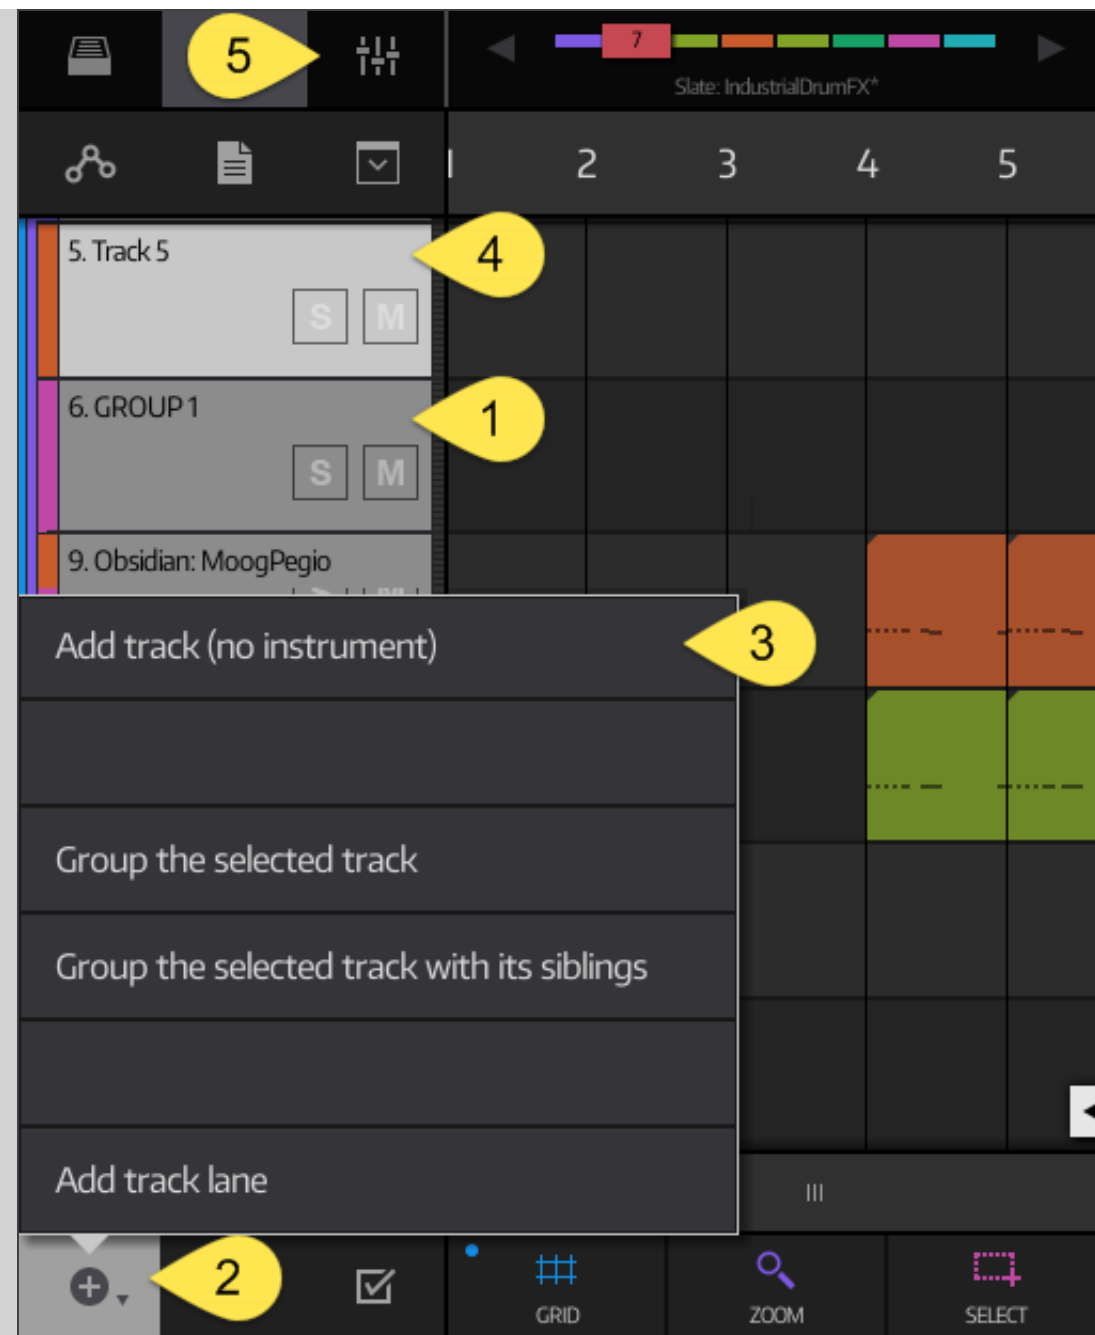 5
7
Slate: IndustrialDrumFX*
1 2 3 4 5
5. Track 5
4
S M
6. GROUP 1
1
S M
9. Obsidian: MoogPegio
Add track (no instrument)
3
Group the selected track
Group the selected track with its siblings
Add track lane
2
GRID
ZOOM
SELECT